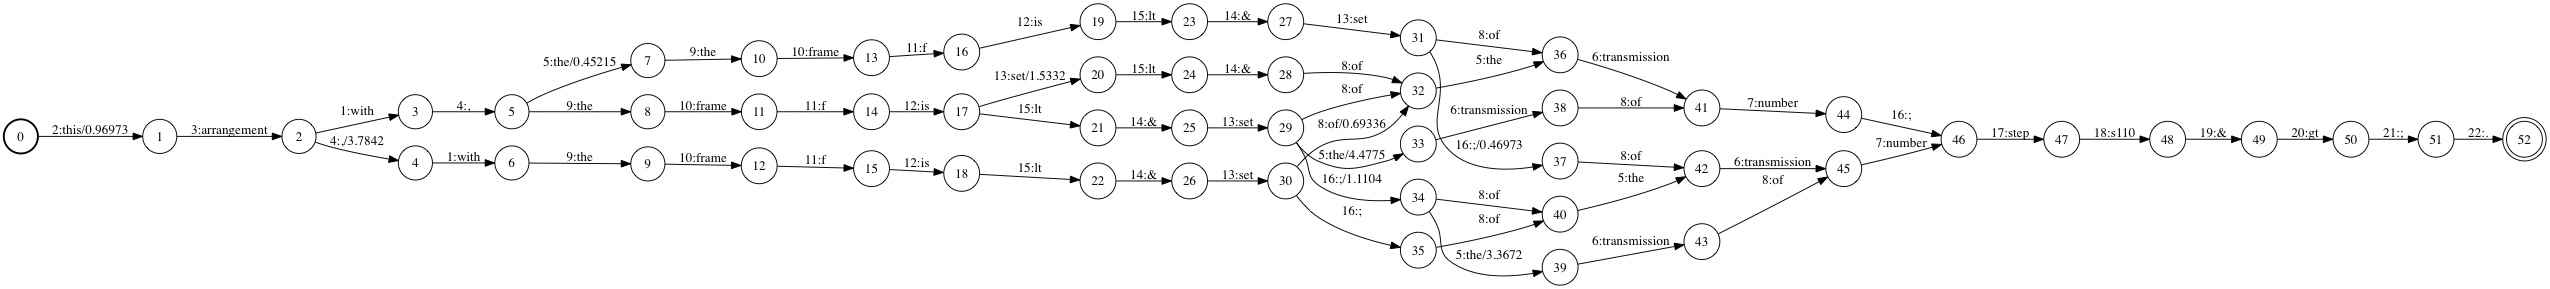 0 2:this/0.96973 1 3:arrangement 2
1:with 3 4:, 5
4:,/3.7842 4 1:with 6
5:the/0.45215 7 9:the 10 10:frame 13 11:f 16 12:is 19 15:lt 23 14:& 27 13:set 31
9:the 8 10:frame 11 11:f 14 12:is 17
13:set/1.5332 20 15:lt 24 14:& 28 8:of 32
15:lt 21 14:& 25 13:set 29
9:the 9 10:frame 12 11:f 15 12:is 18 15:lt 22 14:& 26 13:set 30
8:of 36 6:transmission 41 7:number 44 16:; 46
5:the
8:of
8:of/0.69336
5:the/4.4775 33 6:transmission 38 8:of
16:;/0.46973 37 8:of 42 6:transmission 45 7:number
16:;/1.1104 34 8:of 40 5:the
16:; 35 8:of
5:the/3.3672 39 6:transmission 43 8:of
17:step 47 18:s110 48 19:& 49 20:gt 50 21:; 51 22:. 52